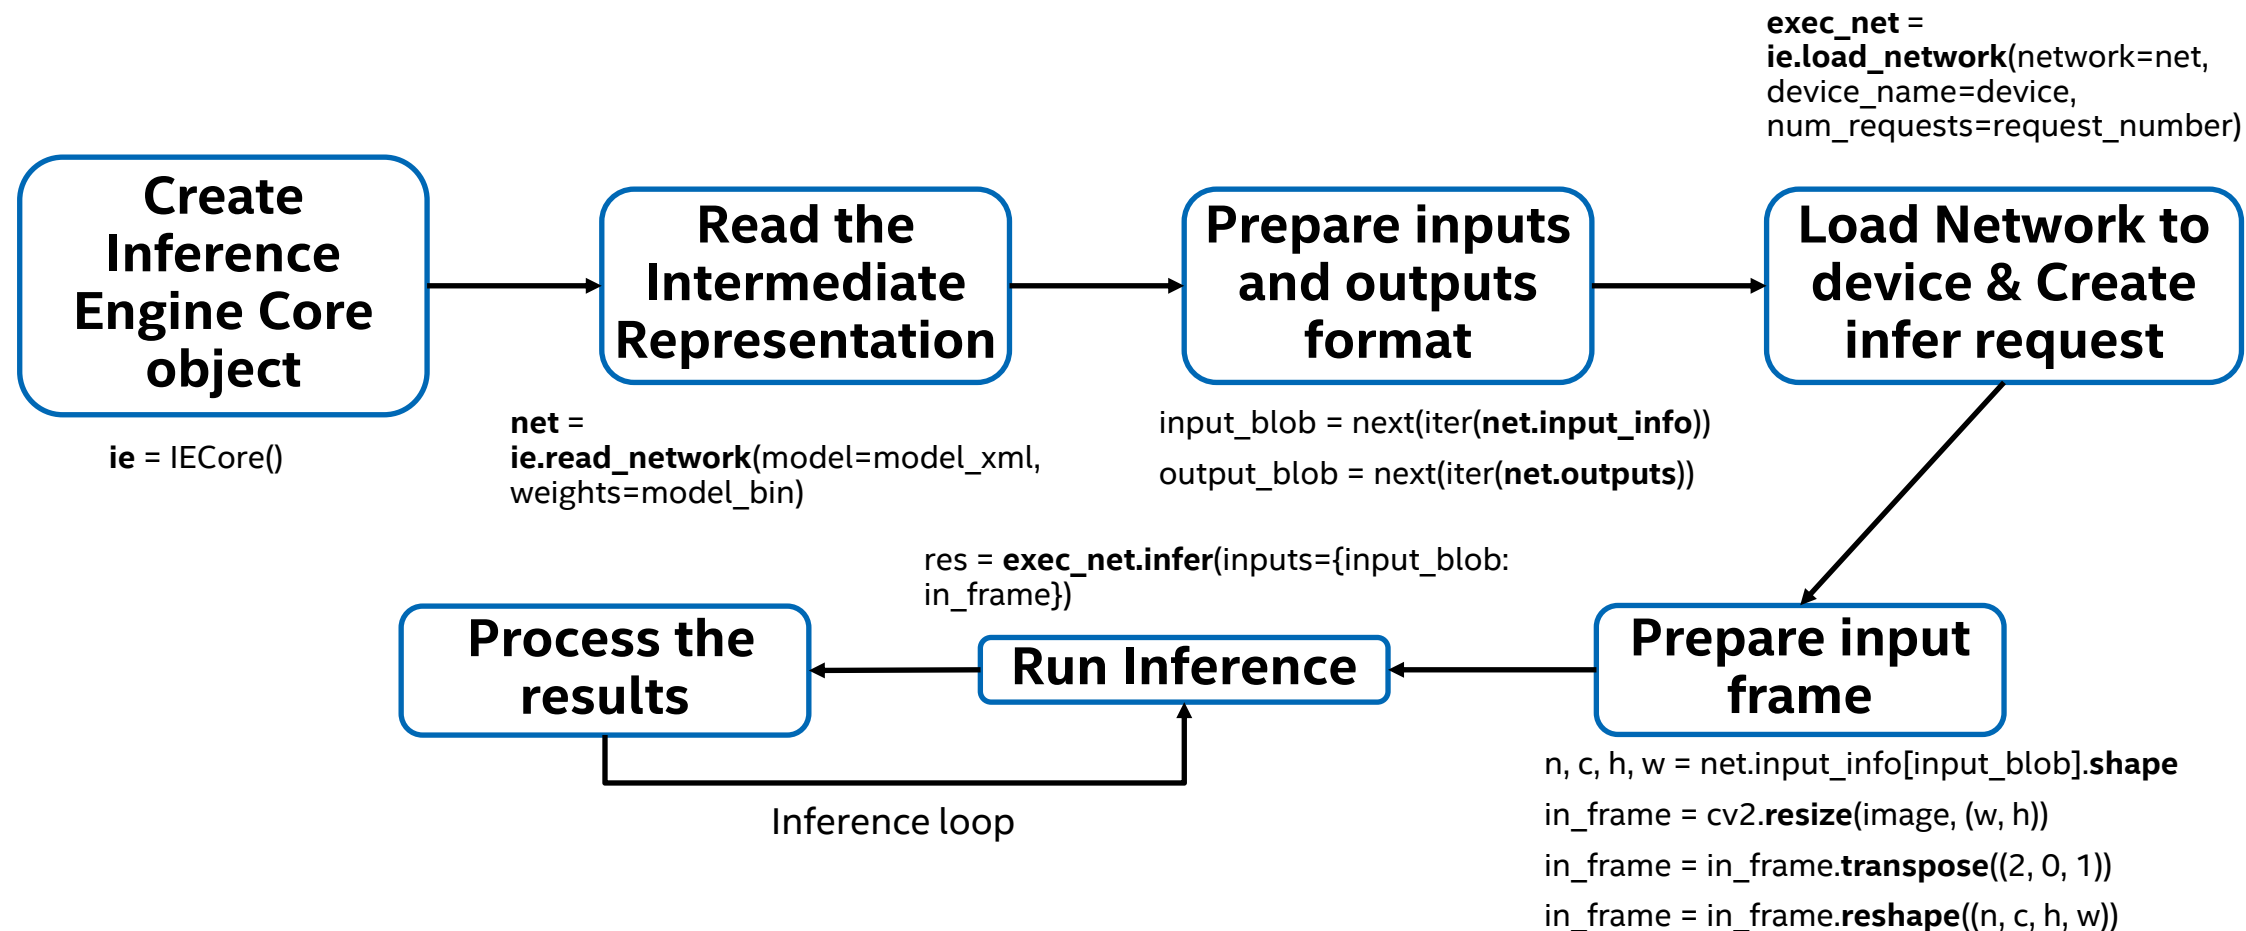 exec_net =
ie.load_network(network=net,
device_name=device,
num_requests=request_number)
Create
Inference
Engine Core
object
Read the
Intermediate
Representation
Prepare inputs
and outputs
format
Load Network to
device & Create
infer request
ie = IECore()
net =
ie.read_network(model=model_xml,
weights=model_bin)
input_blob = next(iter(net.input_info))
output_blob = next(iter(net.outputs))
res = exec_net.infer(inputs={input_blob:
in_frame})
Process the
results
Run Inference
Prepare input
frame
Inference loop
n, c, h, w = net.input_info[input_blob].shape
in_frame = cv2.resize(image, (w, h))
in_frame = in_frame.transpose((2, 0, 1))
in_frame = in_frame.reshape((n, c, h, w))